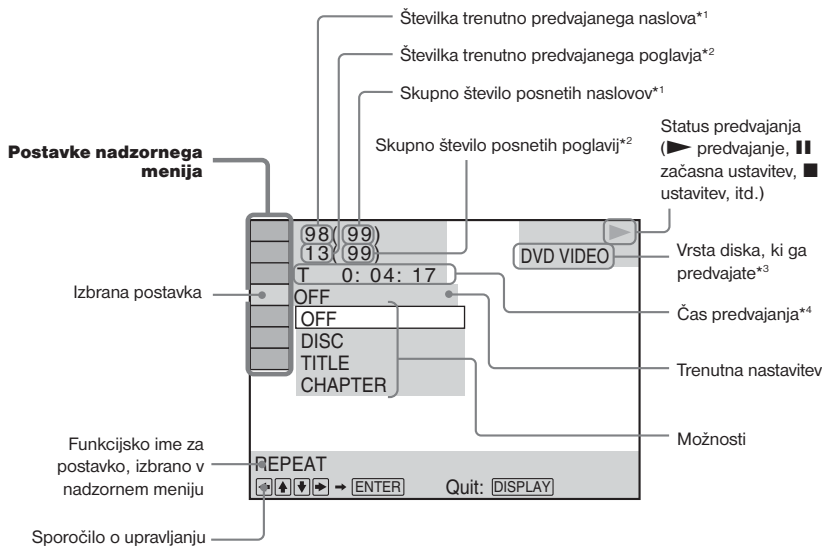 Številka trenutno predvajanega naslova*1
Številka trenutno predvajanega poglavja*2
Skupno število posnetih naslovov*1
Skupno število posnetih poglavij*2
Status predvajanja
(▶ predvajanje, ❚❚
začasna ustavitev, ■
ustavitev, itd.)
Postavke nadzornega
menija
98( 99)
13( 99)
DVD VIDEO
Vrsta diska, ki ga
predvajate*3
T 0: 04: 17
Izbrana postavka
OFF
Čas predvajanja*4
OFF
DISC
TITLE
CHAPTER
Trenutna nastavitev
Možnosti
Funkcijsko ime za
postavko, izbrano v
nadzornem meniju
REPEAT
←↑↓→ → ENTER Quit: DISPLAY
Sporočilo o upravljanju